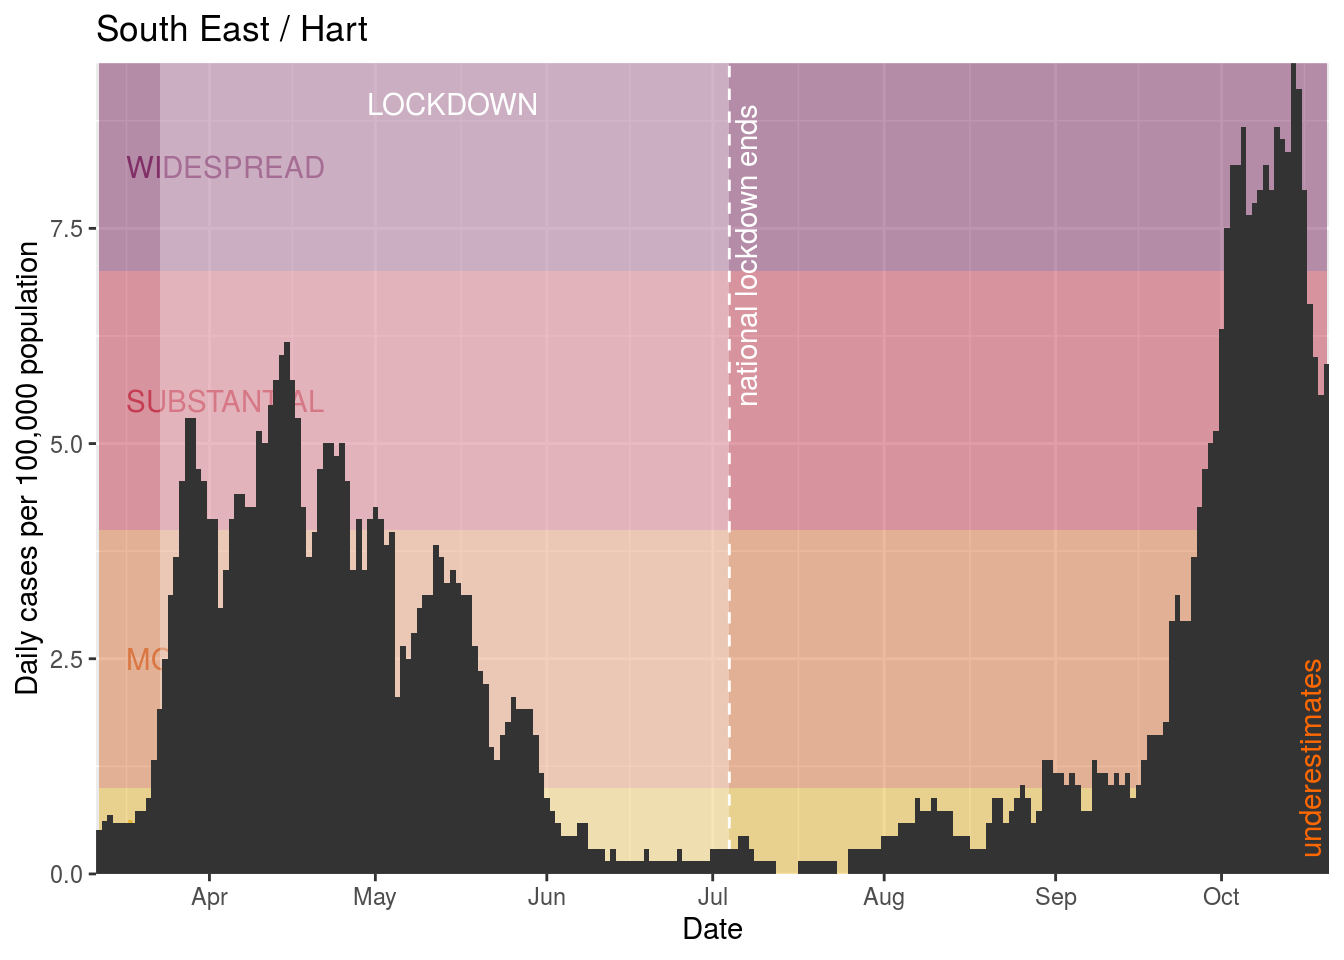 South East / Hart
LOCKDOWN
WIDESPREAD
national lockdown ends
7.5
SUBSTANTIAL
5.0
Daily cases per 100,000 population
2.5
underestimates
0.0
Apr May Jun Jul Aug Sep Oct
Date